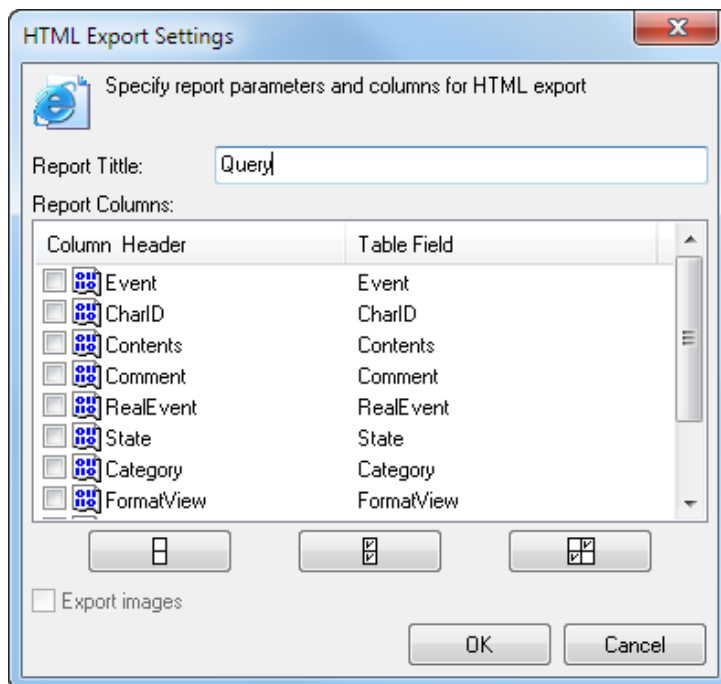 HTML Export Settings
Specify report parameters and columns for HTML export
Report Tittle: Query
Report Columns:
Column Header Table Field
Event Event
CharID CharID
Contents Contents
Comment Comment
RealEvent RealEvent
State State
Category Category
FormatView FormatView
Export images
OK Cancel